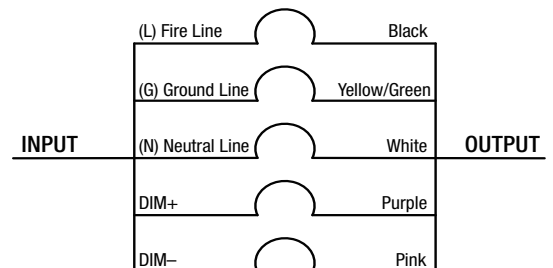 (L) Fire Line Black
(G) Ground Line Yellow/Green
INPUT (N) Neutral Line White OUTPUT
DIM+ Purple
DIM– Pink